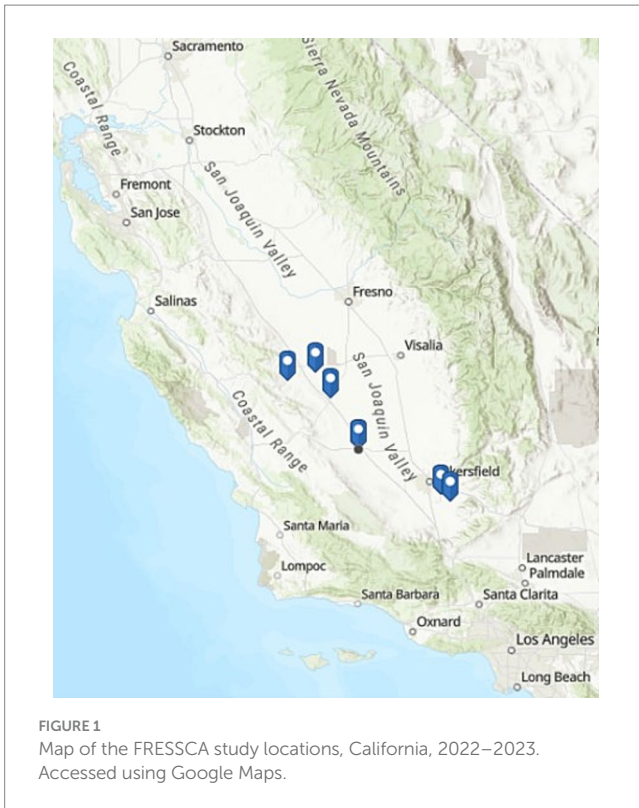 Sacramento
Sierra Nevada Mountains
Coastal Range
Stockton
San Joaquin Valley
Fremont
San Jose
Fresno
Salinas
Visalia
San Joaquin Valley
Coastal Range
kersfield
Santa Maria
Lancaster
Lompoc
Palmdale
Santa Barbara
Santa Clarita
Oxnard
Los Angeles
Long Beach
FIGURE 1
Map of the FRESSCA study locations, California, 2022–2023.
Accessed using Google Maps.